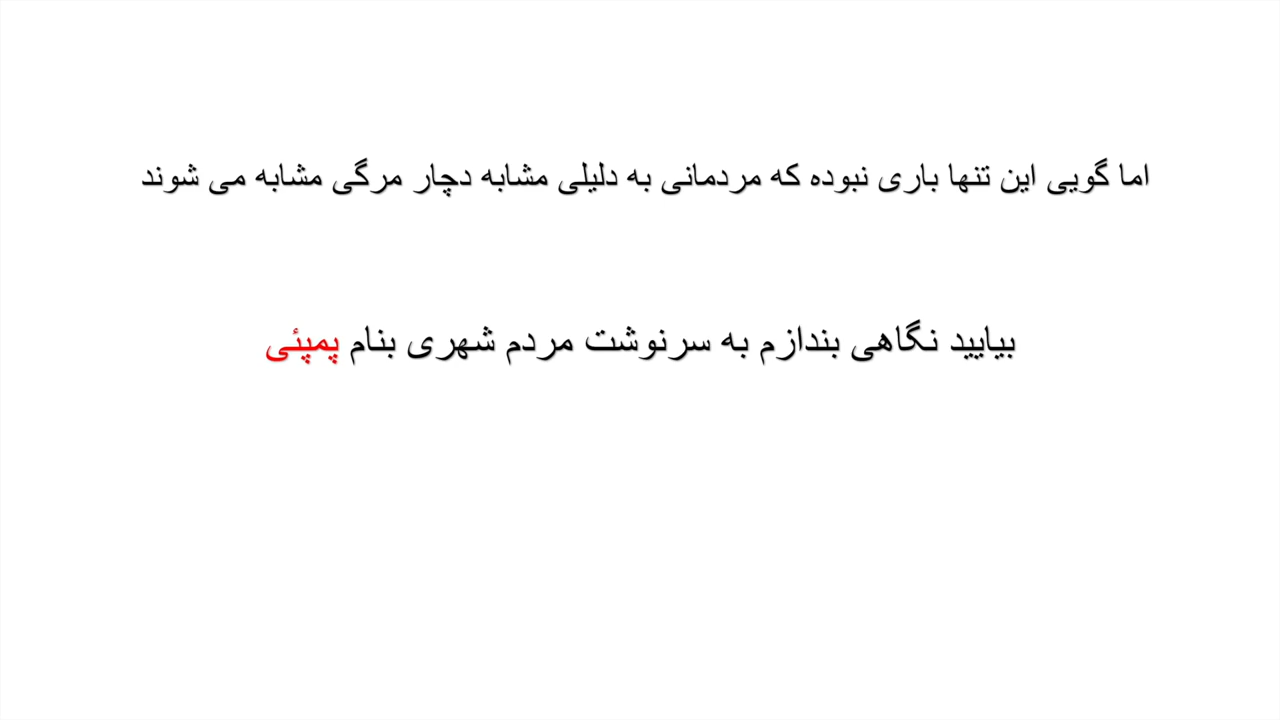 اما گویی این تنها باری نبوده که مردمانی به دلیلی مشابه دچار مرگی مشابه می شوند
بیایید نگاهی بندازم به سرنوشت مردم شهری بنام پمپئی